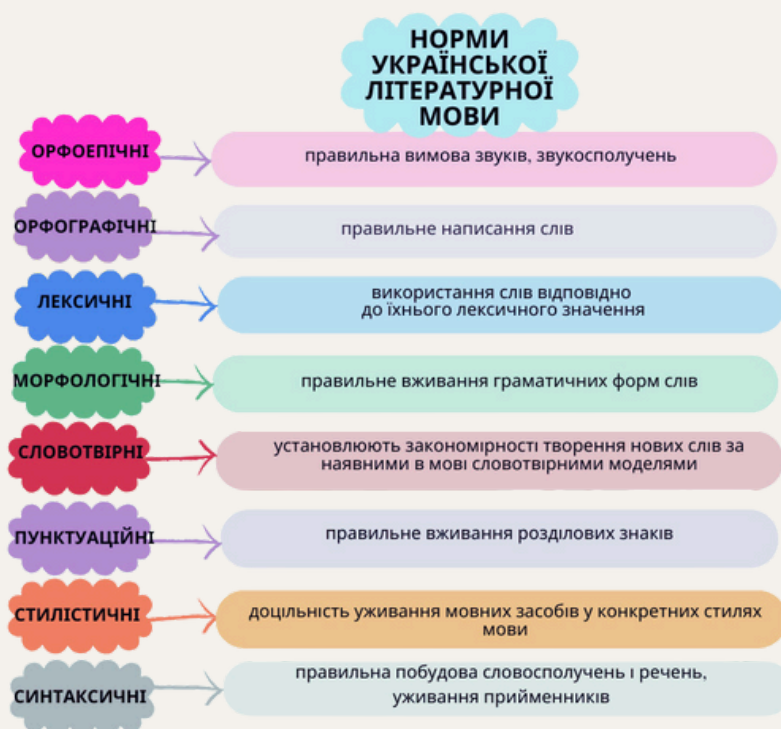 НОРМИ
УКРАЇНСЬКОЇ
ЛІТЕРАТУРНОЇ
МОВИ
ОРФОЕПІЧНІ
правильна вимова звуків, звукосполучень
ОРФОГРАФІЧНІ
правильне написання слів
ЛЕКСИЧНІ
використання слів відповідно
до їхнього лексичного значення
МОРФОЛОГІЧНІ
правильне вживання граматичних форм слів
СЛОВОТВІРНІ
установлюють закономірності творення нових слів за
наявними в мові словотвірними моделями
ПУНКТУАЦІЙНІ
правильне вживання розділових знаків
СТИЛІСТИЧНІ
доцільність уживання мовних засобів у конкретних стилях
мови
СИНТАКСИЧНІ
правильна побудова словосполучень і речень,
уживання прийменників